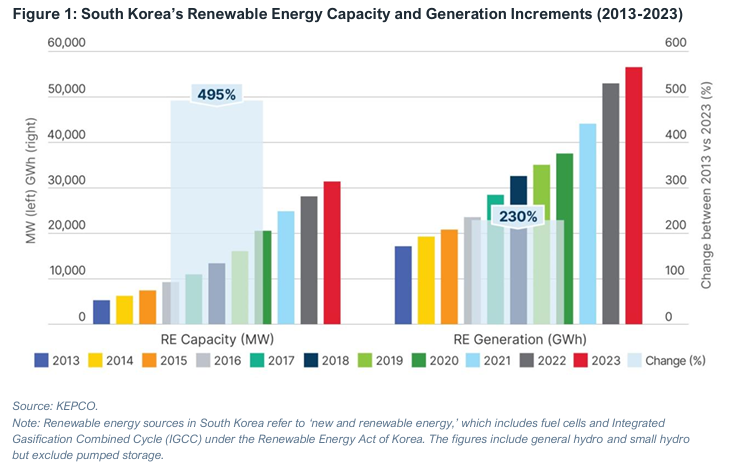 Figure 1: South Korea's Renewable Energy Capacity and Generation Increments (2013-2023)
60,000
50,000
40,000
30,000
20,000
10,000
0
MW (left) GWh (right)
495%
230%
600
500
400
300
200
100
0
Change between 2013 vs 2023 (%)
RE Capacity (MW)
RE Generation (GWh)
2013 2014 2015 2016 2017 2018 2019 2020 2021 2022 2023 Change (%)
Source: KEPCO.
Note: Renewable energy sources in South Korea refer to 'new and renewable energy,' which includes fuel cells and Integrated
Gasification Combined Cycle (IGCC) under the Renewable Energy Act of Korea. The figures include general hydro and small hydro
but exclude pumped storage.